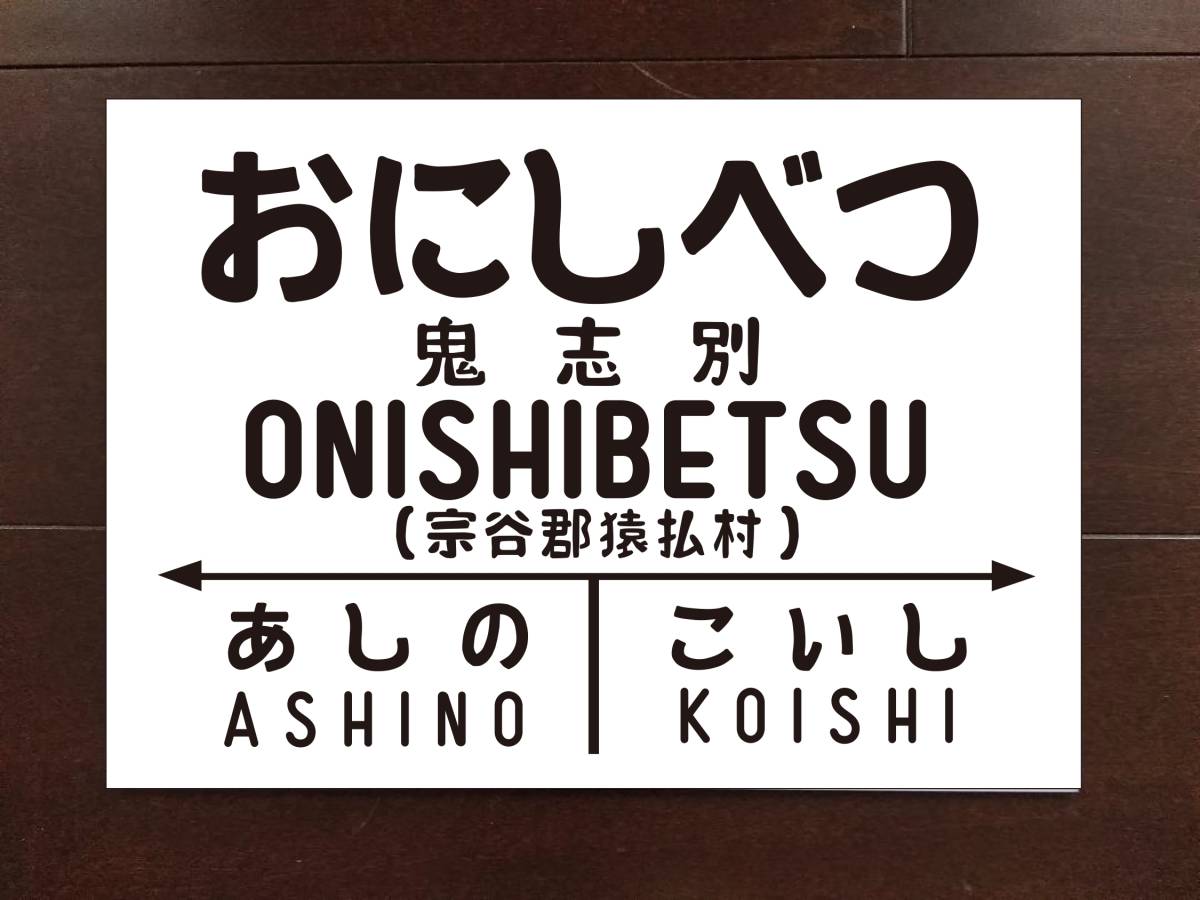 おにしべつ
鬼志別
ONISHIBETSU
(宗谷郡猿払村)
あしの こいし
ASHINO KOISHI